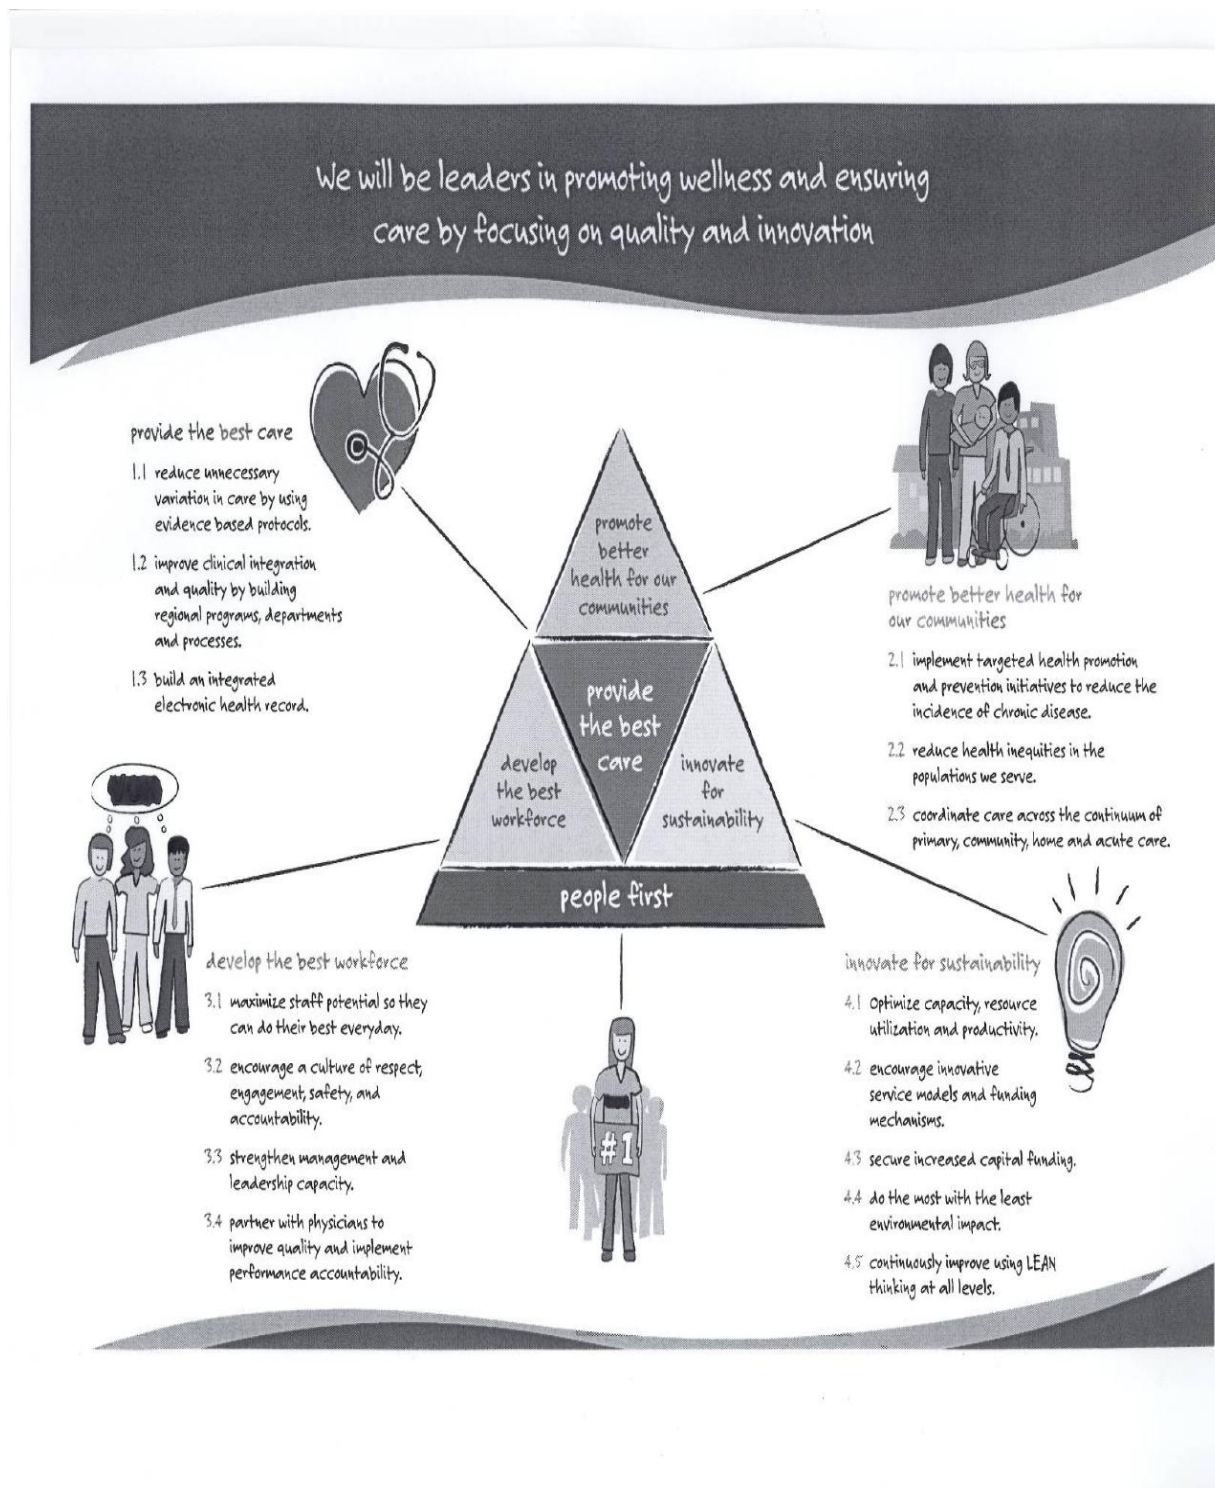 We will be leaders in promoting wellness and ensuring
care by focusing on quality and innovation
provide the best care
1.1 reduce unnecessary
variation in care by using
evidence based protocols.
1.2 improve clinical integration
and quality by building
regional programs, departments
and processes.
1.3 build an integrated
electronic health record.
promote
better
health for our
communities
provide
the best
care
develop
the best
workforce
innovate
for
sustainability
people first
promote better health for
our communities
2.1 implement targeted health promotion
and prevention initiatives to reduce the
incidence of chronic disease.
2.2 reduce health inequities in the
populations we serve.
2.3 coordinate care across the continuum of
primary, community, home and acute care.
develop the best workforce
3.1 maximize staff potential so they
can do their best everyday.
3.2 encourage a culture of respect,
engagement, safety, and
accountability.
3.3 strengthen management and
leadership capacity.
3.4 partner with physicians to
improve quality and implement
performance accountability.
#1
innovate for sustainability
4.1 Optimize capacity, resource
utilization and productivity.
4.2 encourage innovative
service models and funding
mechanisms.
4.3 secure increased capital funding.
4.4 do the most with the least
environmental impact.
4.5 continuously improve using LEAN
thinking at all levels.